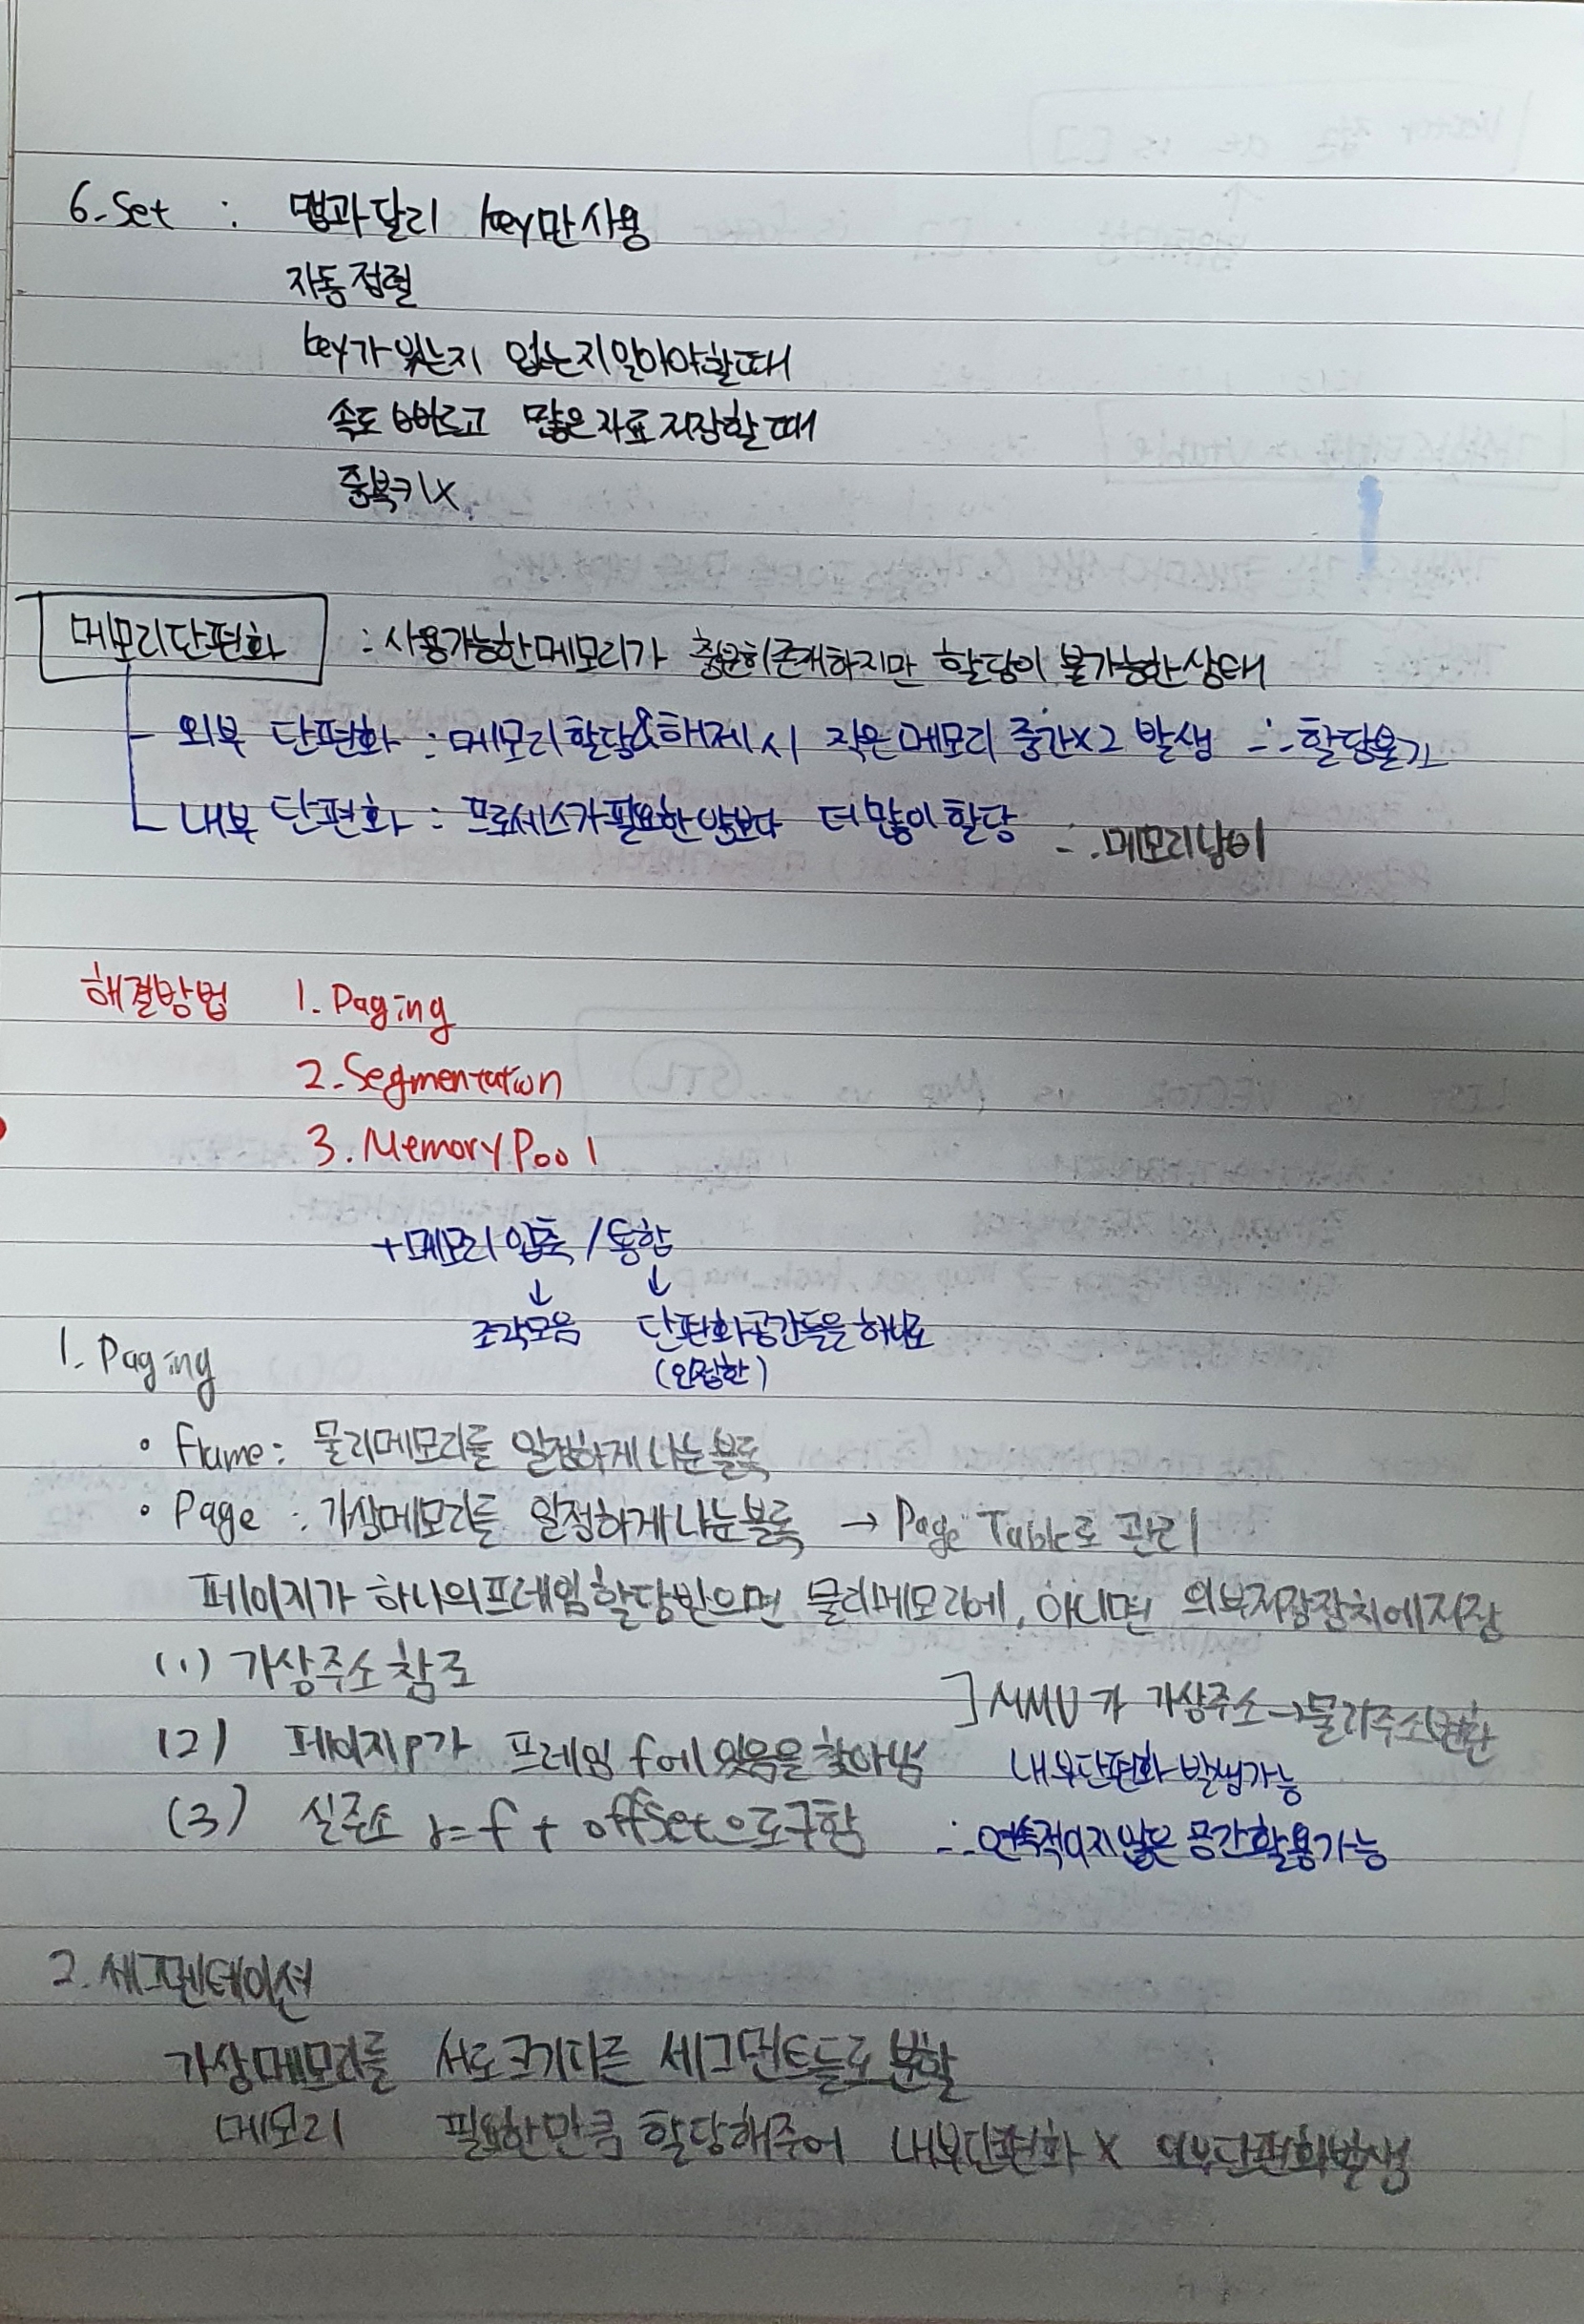 6. Set : 맵과 달리 key만 사용
자동 정렬
key가 있는지 없는지 알아야할때
속도 빠르고 많은 자료 저장할 때
중복키 X.
메모리 단편화 : 사용가능한 메모리가 충분히 존재하지만 할당이 불가능한 상태
외부 단편화 : 메모리 할당&해제 시 작은 메모리 중간x2 발생 ∴ 할당불가
내부 단편화 : 프로세스가 필요한 양보다 더 많이 할당 ∴ 메모리 낭비
해결방법 1. Paging
2. Segmentation
3. Memory Pool
+메모리 압축 / 통합
↓ ↓
조각모음 단편화공간들을 하나로
(인접한)
1. Paging
• Frame : 물리메모리를 일정하게 나눈 블록
• Page : 가상메모리를 일정하게 나눈 블록 → Page Table로 관리
페이지가 하나의 프레임 할당받으면 물리메모리에, 아니면 외부저장장치에 저장
(1) 가상주소 참조
(2) 페이지 p가 프레임 f에 있음을 찾아냄
] MMU가 가상주소→물리주소 변환
내부단편화 발생가능
(3) 실주소 r = f + offset으로 구함
∴ 연속적이지 않은 공간 활용가능
2. 세그멘테이션
가상메모리를 서로 크기다른 세그먼트들로 분할
메모리 필요한만큼 할당해주어 내부단편화 X 외부단편화발생